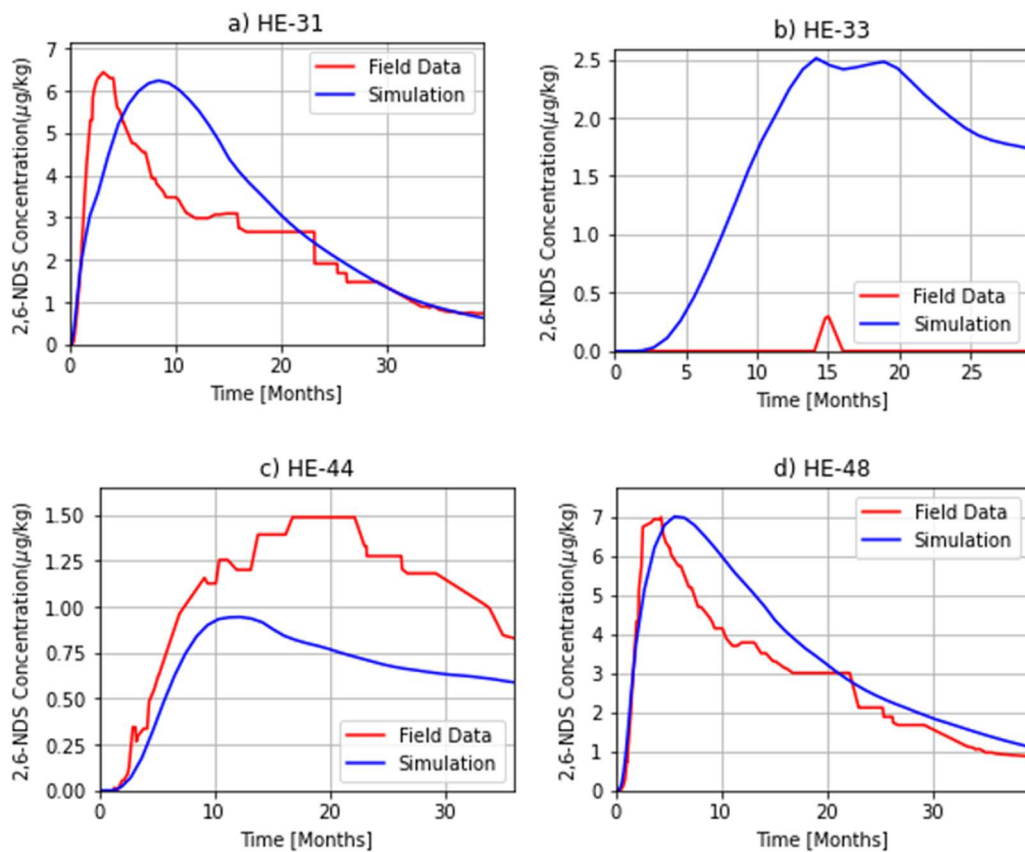 a) HE-31
7
6
5
4
3
2
1
0
0 10 20 30
2,6-NDS Concentration(µg/kg)
Time [Months]
Field Data
Simulation
b) HE-33
2.5
2.0
1.5
1.0
0.5
0.0
0 5 10 15 20 25
2,6-NDS Concentration(µg/kg)
Time [Months]
Field Data
Simulation
c) HE-44
1.50
1.25
1.00
0.75
0.50
0.25
0.00
0 10 20 30
2,6-NDS Concentration(µg/kg)
Time [Months]
Field Data
Simulation
d) HE-48
7
6
5
4
3
2
1
0
0 10 20 30
2,6-NDS Concentration(µg/kg)
Time [Months]
Field Data
Simulation